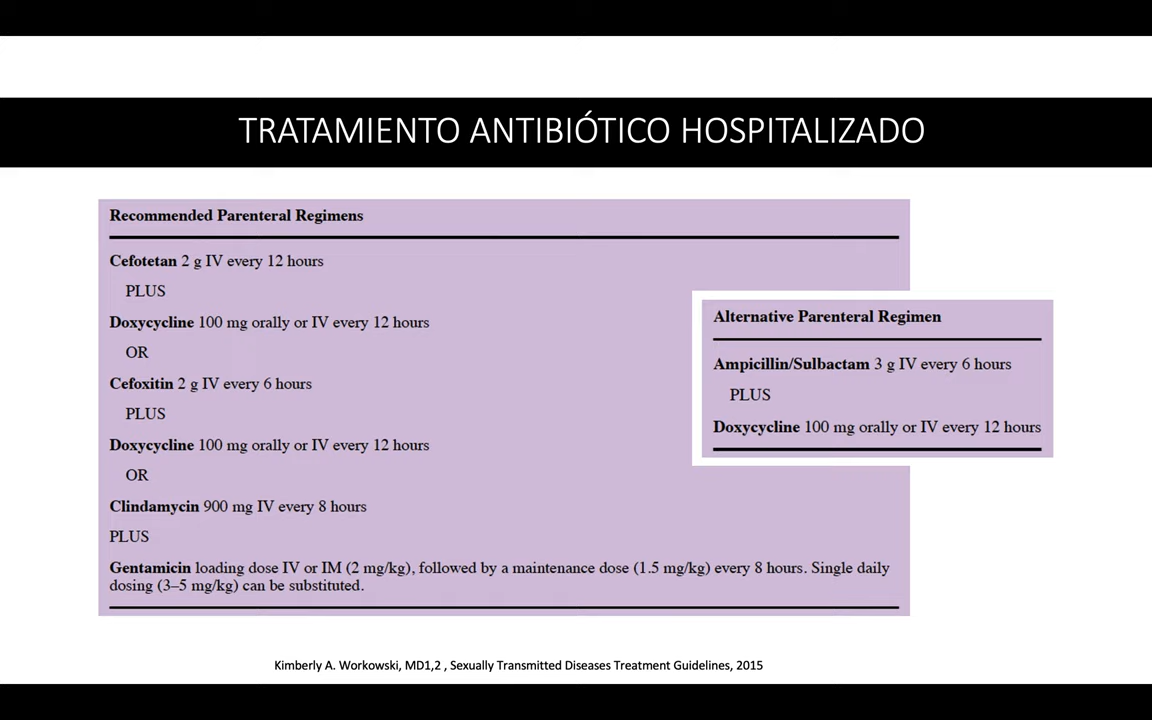 TRATAMIENTO ANTIBIÓTICO HOSPITALIZADO
Recommended Parenteral Regimens
Cefotetan 2 g IV every 12 hours
PLUS
Doxycycline 100 mg orally or IV every 12 hours
OR
Cefoxitin 2 g IV every 6 hours
PLUS
Doxycycline 100 mg orally or IV every 12 hours
OR
Clindamycin 900 mg IV every 8 hours
PLUS
Gentamicin loading dose IV or IM (2 mg/kg), followed by a maintenance dose (1.5 mg/kg) every 8 hours. Single daily
dosing (3–5 mg/kg) can be substituted.
Alternative Parenteral Regimen
Ampicillin/Sulbactam 3 g IV every 6 hours
PLUS
Doxycycline 100 mg orally or IV every 12 hours
Kimberly A. Workowski, MD1,2 , Sexually Transmitted Diseases Treatment Guidelines, 2015